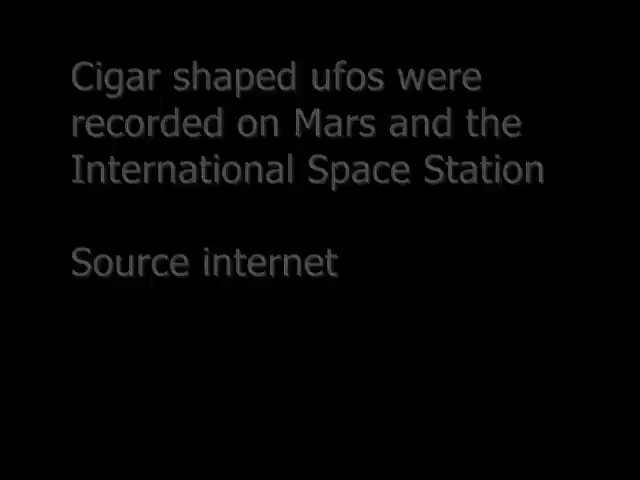 Cigar shaped ufos were
recorded on Mars and the
International Space Station
Source internet